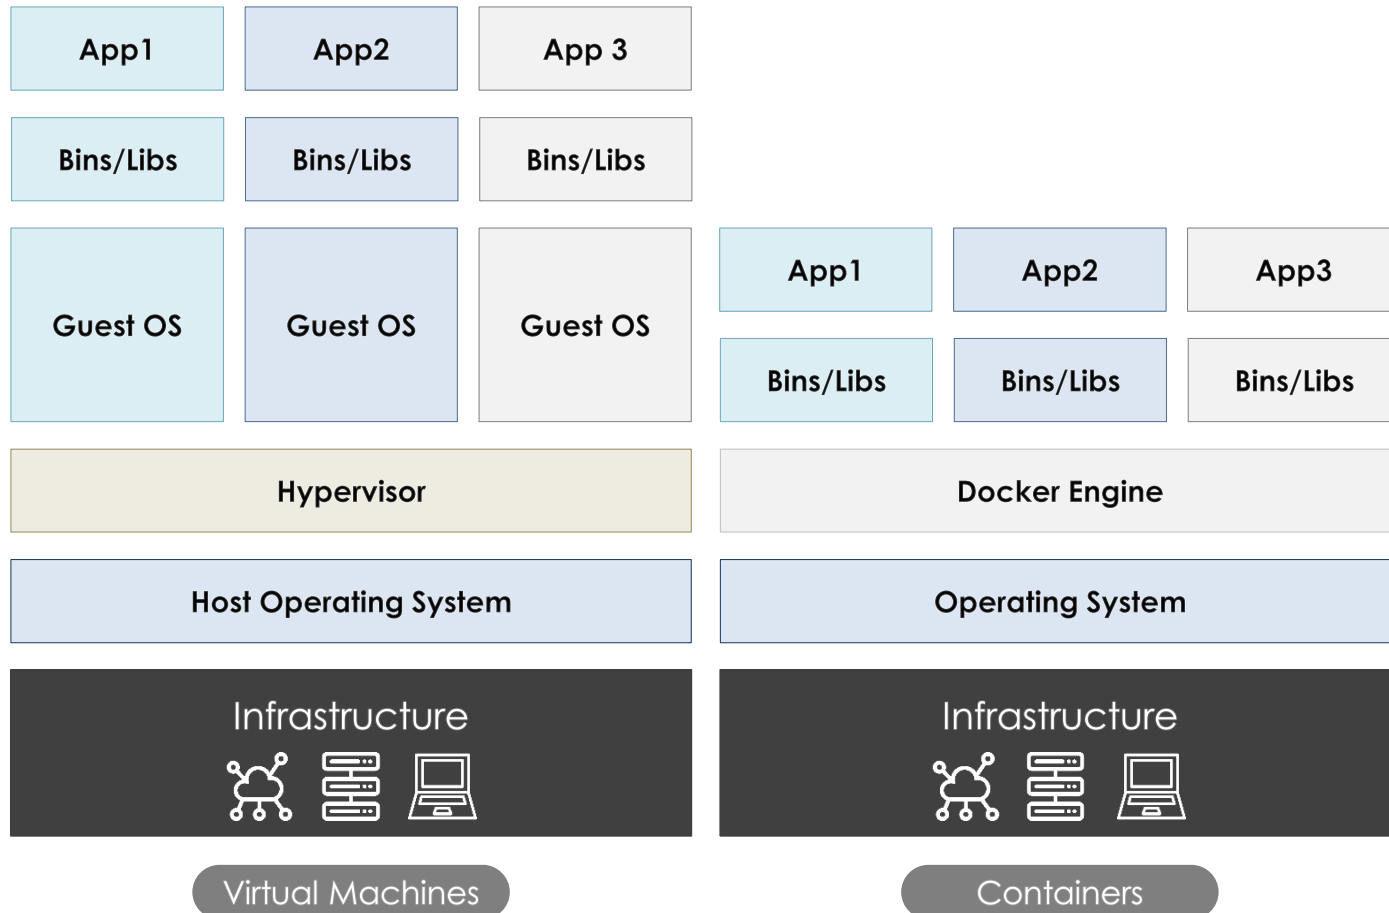 App1
App2
App 3
Bins/Libs
Bins/Libs
Bins/Libs
Guest OS
Guest OS
Guest OS
Hypervisor
Host Operating System
Infrastructure
Virtual Machines
App1
App2
App3
Bins/Libs
Bins/Libs
Bins/Libs
Docker Engine
Operating System
Infrastructure
Containers